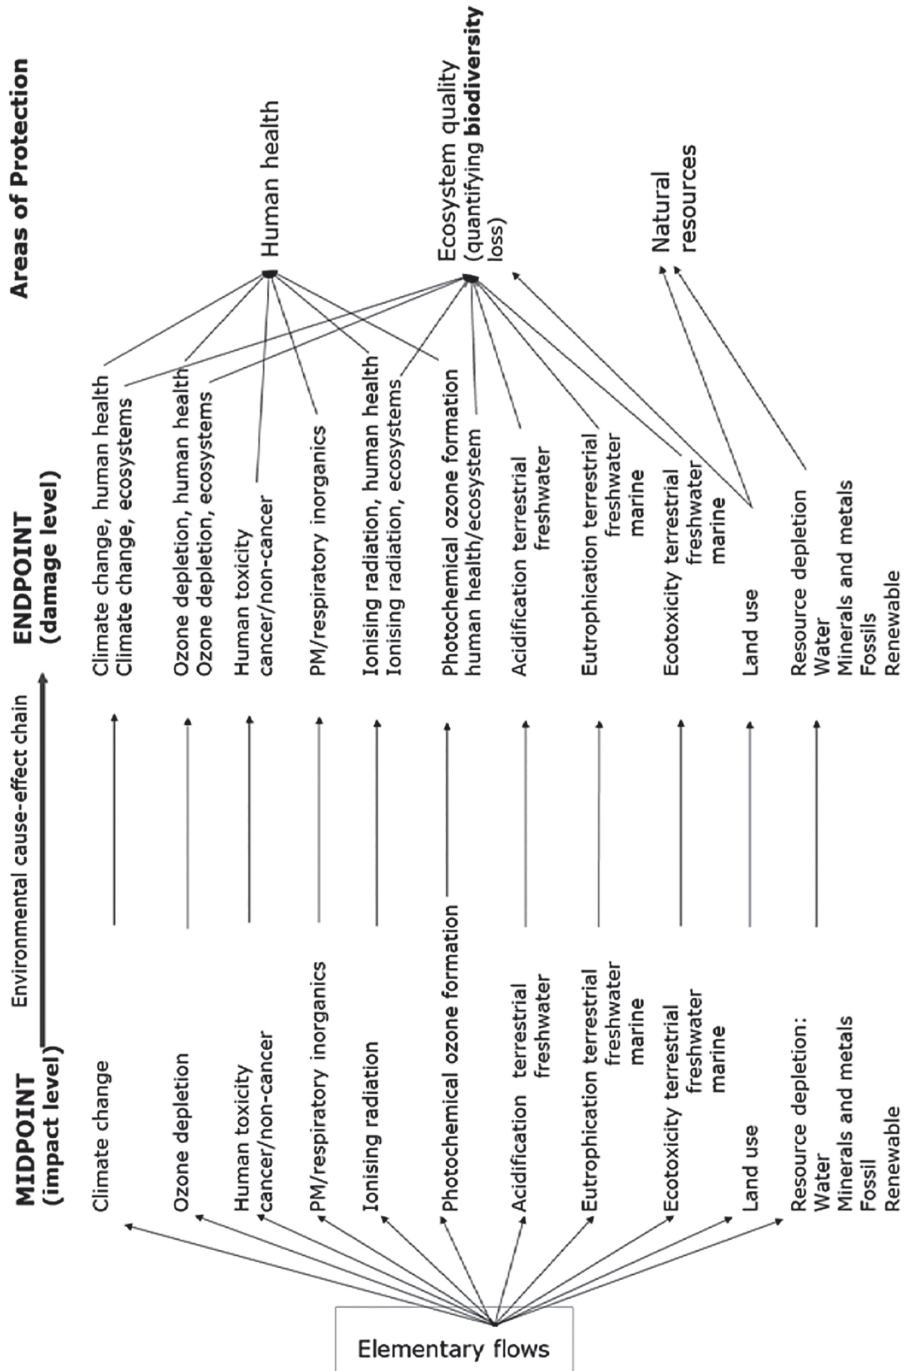 Elementary flows
MIDPOINT
(impact level)
Climate change
Ozone depletion
Human toxicity
cancer/non-cancer
PM/respiratory inorganics
Ionising radiation
Photochemical ozone formation
Acidification terrestrial
freshwater
Eutrophication terrestrial
freshwater
marine
Ecotoxicity terrestrial
freshwater
marine
Land use
Resource depletion:
Water
Minerals and metals
Fossil
Renewable
Environmental cause-effect chain
ENDPOINT
(damage level)
Climate change, human health
Climate change, ecosystems
Ozone depletion, human health
Ozone depletion, ecosystems
Human toxicity
cancer/non-cancer
PM/respiratory inorganics
Ionising radiation, human health
Ionising radiation, ecosystems
Photochemical ozone formation
human health/ecosystem
Acidification terrestrial
freshwater
Eutrophication terrestrial
freshwater
marine
Ecotoxicity terrestrial
freshwater
marine
Land use
Resource depletion
Water
Minerals and metals
Fossils
Renewable
Areas of Protection
Human health
Ecosystem quality
(quantifying biodiversity
loss)
Natural
resources